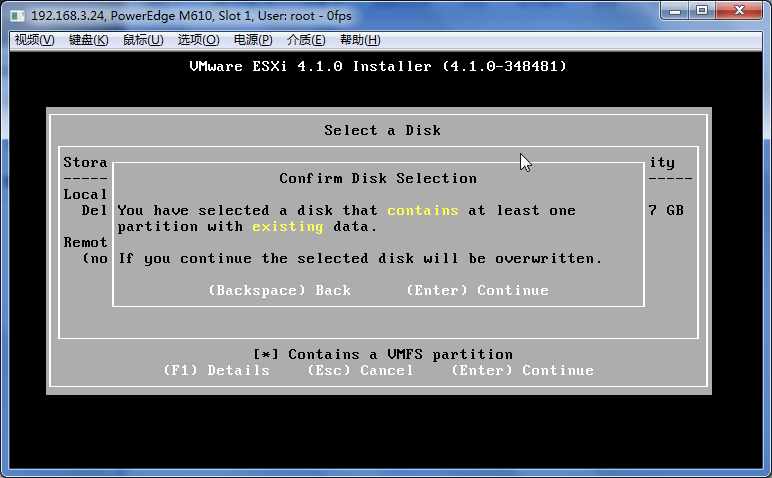 192.168.3.24, PowerEdge M610, Slot 1, User: root - 0fps
视频(V) 键盘(K) 鼠标(U) 选项(O) 电源(P) 介质(E) 帮助(H)
VMware ESXi 4.1.0 Installer (4.1.0-348481)
Select a Disk
Stora ity
----- -----
Confirm Disk Selection
Local
Del 7 GB
You have selected a disk that contains at least one
partition with existing data.
Remot
(no
If you continue the selected disk will be overwritten.
(Backspace) Back (Enter) Continue
[*] Contains a VMFS partition
(F1) Details (Esc) Cancel (Enter) Continue